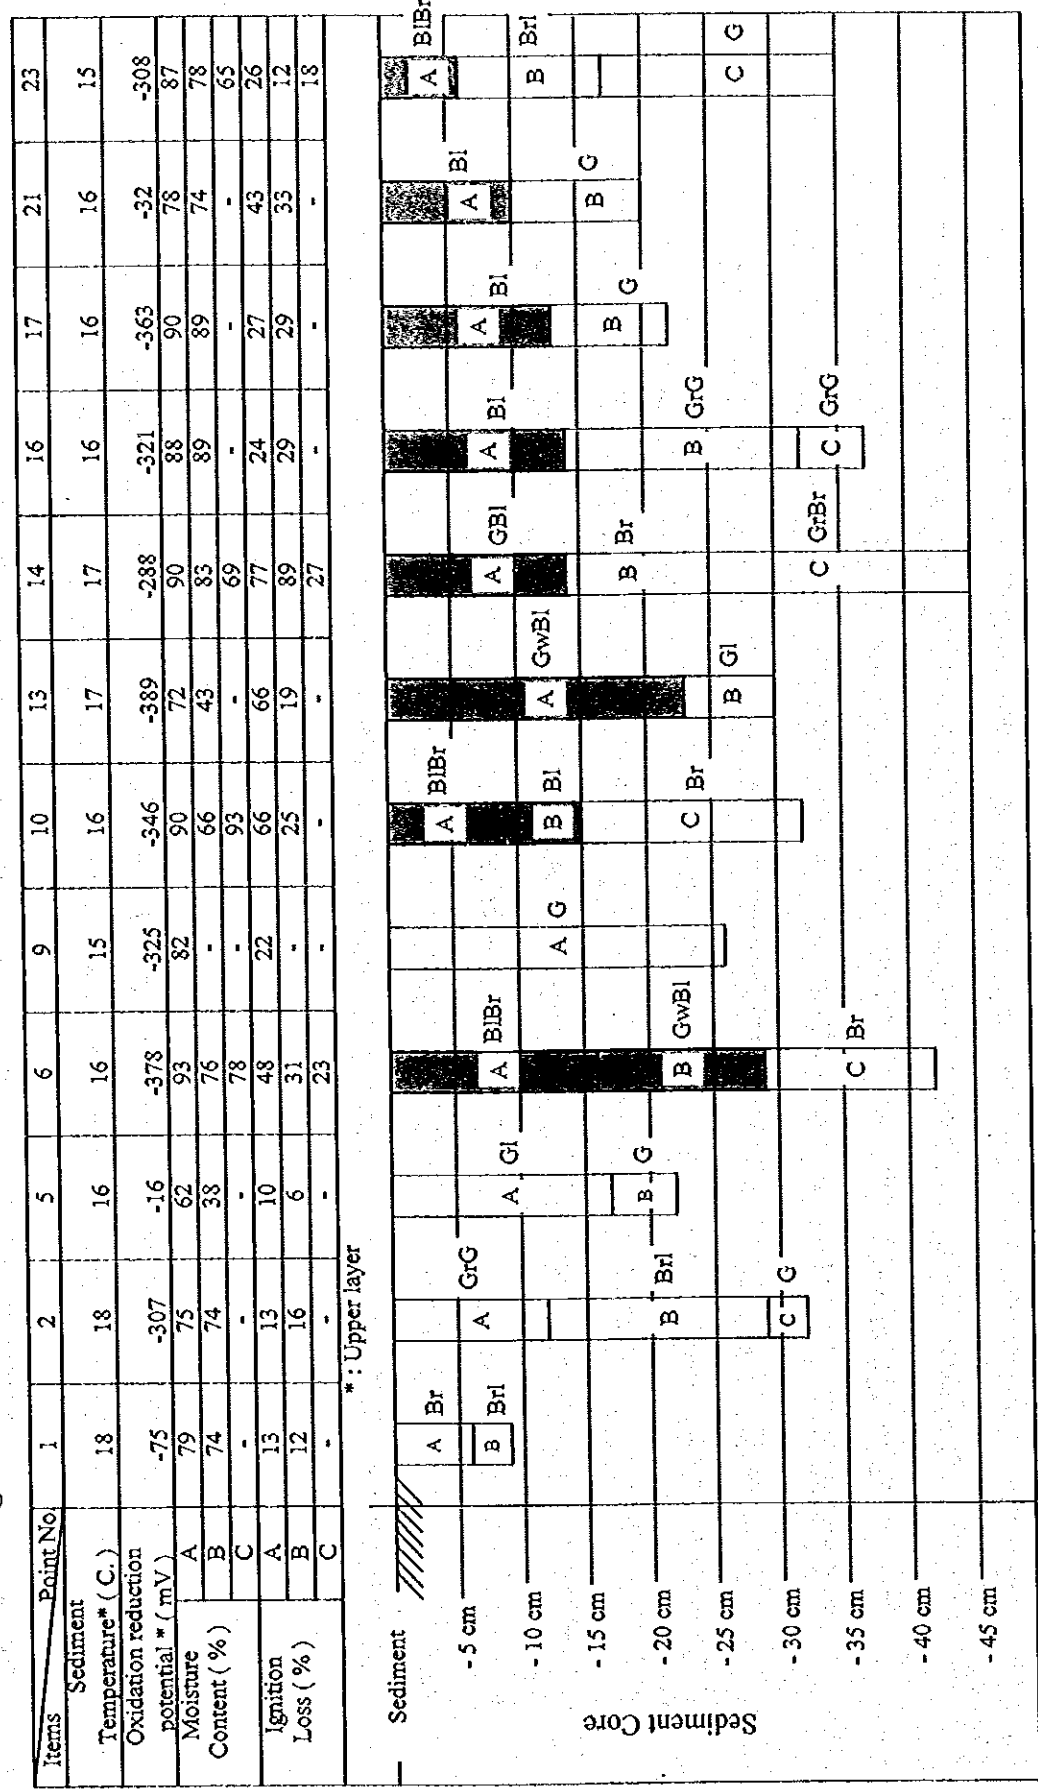 Items Point No. 1 2 5 6 9 10 13 14 16 17 21 23
Sediment
Temperature* ( C. ) 18 18 16 16 15 16 17 17 16 16 16 15
Oxidation reduction
potential * ( mV ) -75 -307 -16 -378 -325 -346 -389 -288 -321 -363 -32 -308
Moisture A 79 75 62 93 82 90 72 90 88 90 78 87
Content ( % ) B 74 74 38 76 - 66 43 83 89 89 74 78
C - - - 78 - 93 - 69 - - - 65
Ignition A 13 13 10 48 22 66 66 77 24 27 43 26
Loss ( % ) B 12 16 6 31 - 25 19 89 29 29 33 12
C - - - 23 - - - 27 - - - 18
* : Upper layer
Sediment
Sediment Core
- 5 cm
- 10 cm
- 15 cm
- 20 cm
- 25 cm
- 30 cm
- 35 cm
- 40 cm
- 45 cm
A Br
B Brl
A GrG
B Brl
C G
A Gl
B G
A BlBr
B GwBl
C Br
A G
A BlBr
B Bl
C Br
A GwBl
B Gl
A GBl
B Br
C GrBr
A Bl
B GrG
C GrG
A Bl
B G
A Bl
B G
A BlBr
B Brl
C G